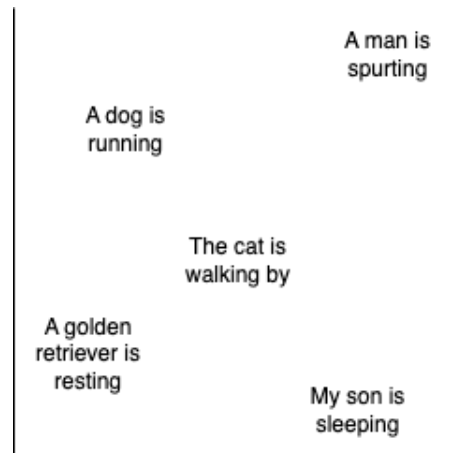 A man is
spurting
A dog is
running
The cat is
walking by
A golden
retriever is
resting
My son is
sleeping